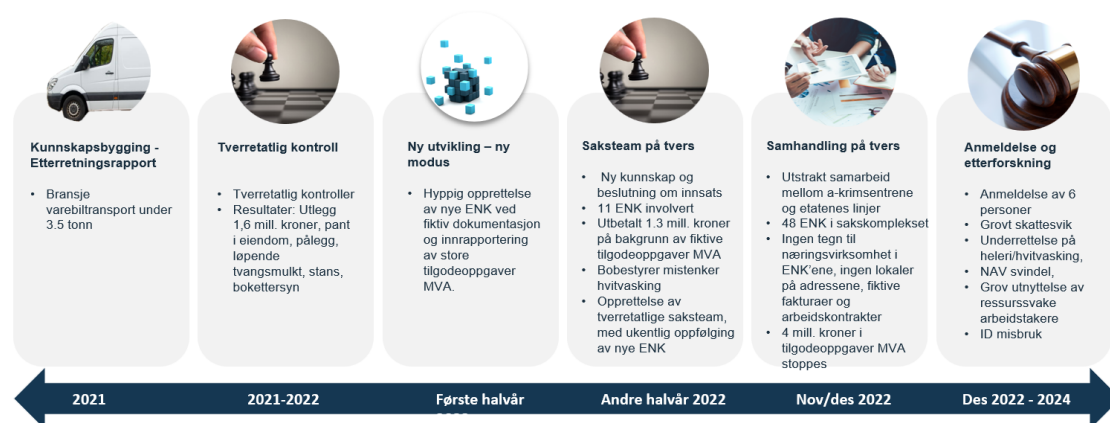 Kunnskapsbygging -
Etterretningsrapport
• Bransje
varebiltransport under
3.5 tonn
Tverretatlig kontroll
• Tverretatlig kontroller
• Resultater: Utlegg
1,6 mill. kroner, pant
i eiendom, pålegg,
løpende
tvangsmulkt, stans,
bokettersyn
Ny utvikling – ny
modus
• Hyppig opprettelse
av nye ENK ved
fiktiv dokumentasjon
og innrapportering
av store
tilgodeoppgaver
MVA.
Saksteam på tvers
• Ny kunnskap og
beslutning om innsats
• 11 ENK involvert
• Utbetalt 1.3 mill. kroner
på bakgrunn av fiktive
tilgodeoppgaver MVA
• Bobestyrer mistenker
hvitvasking
• Opprettelse av
tverretatlige saksteam,
med ukentlig oppfølging
av nye ENK
Samhandling på tvers
• Utstrakt samarbeid
mellom a-krimsentrene
og etatenes linjer
• 48 ENK i sakskomplekset
• Ingen tegn til
næringsvirksomhet i
ENK'ene, ingen lokaler
på adressene, fiktive
fakturaer og
arbeidskontrakter
• 4 mill. kroner i
tilgodeoppgaver MVA
stoppes
Anmeldelse og
etterforskning
• Anmeldelse av 6
personer
• Grovt skattesvik
• Underrettelse på
heleri/hvitvasking,
• NAV svindel,
• Grov utnyttelse av
ressurssvake
arbeidstakere
• ID misbruk
2021
2021-2022
Første halvår
Andre halvår 2022
Nov/des 2022
Des 2022 - 2024